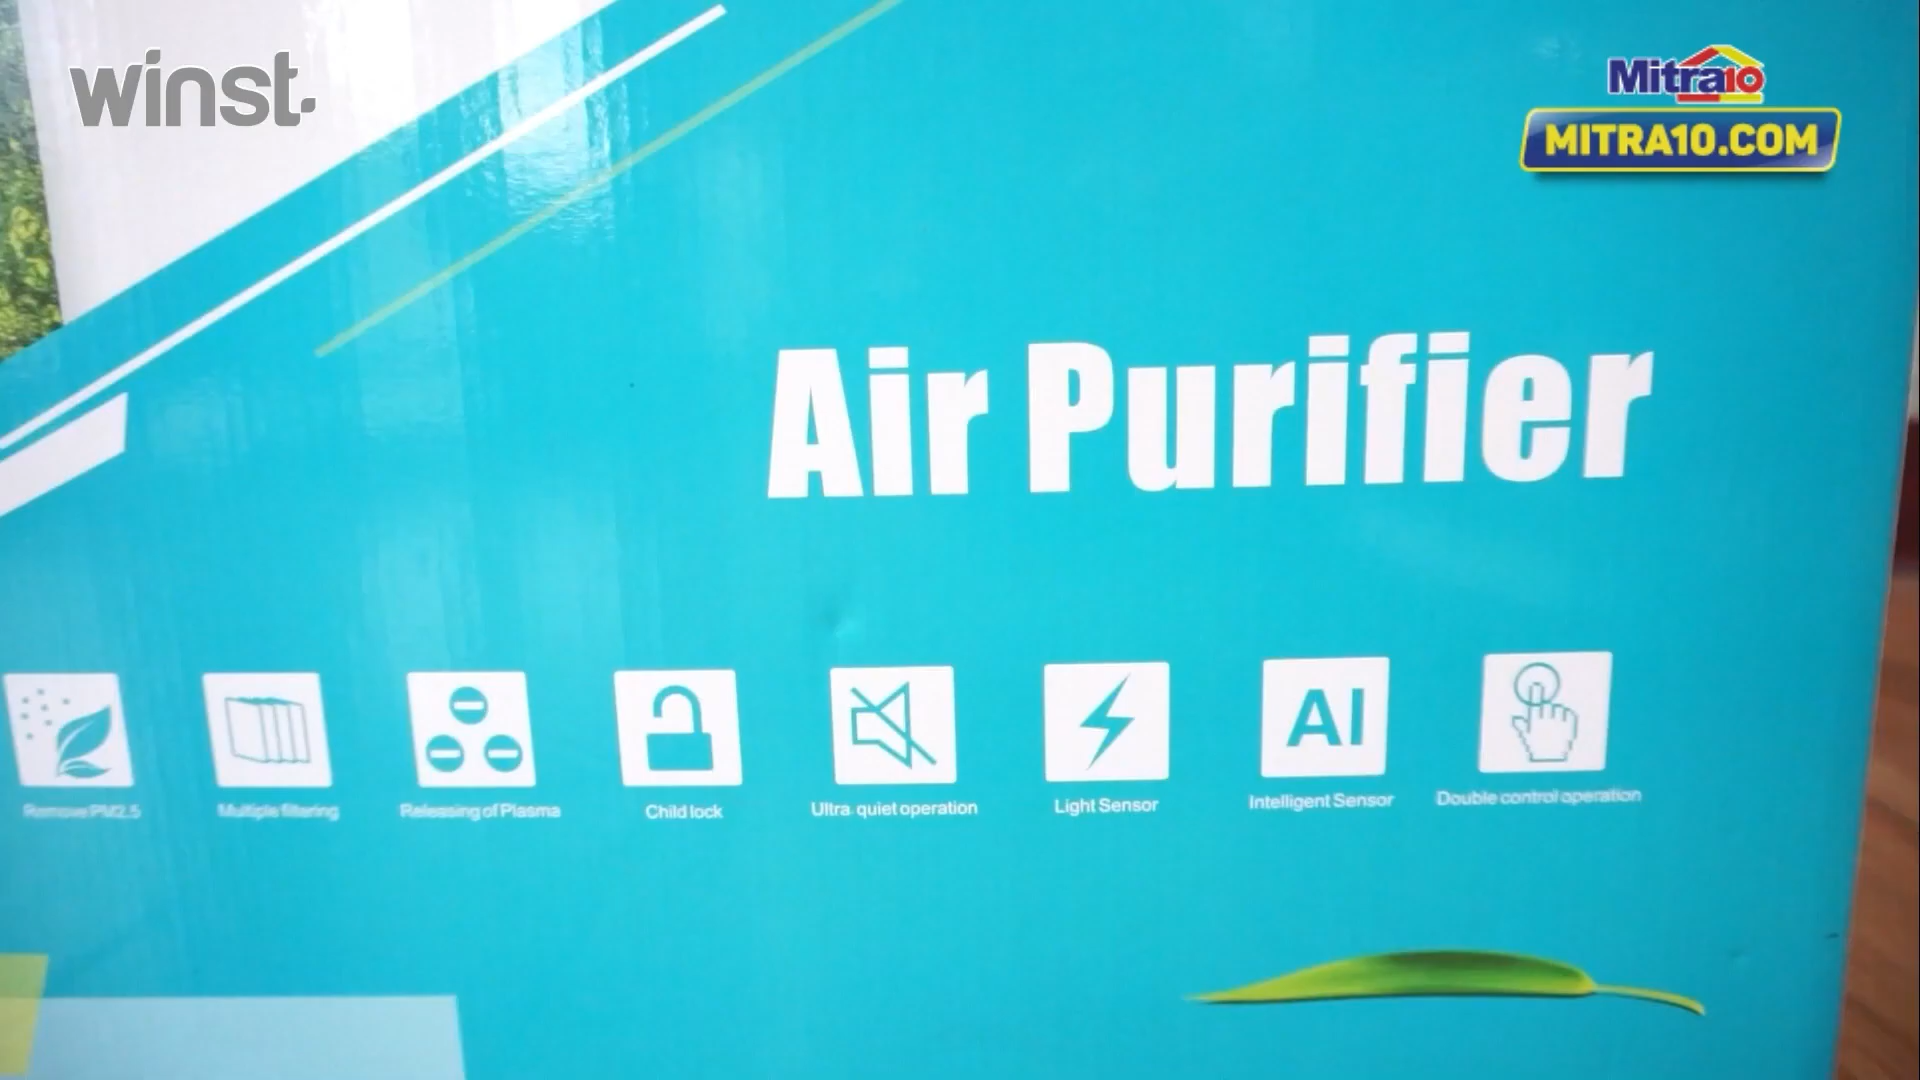 winst.
Mitra10
MITRA10.COM
Air Purifier
AI
Remove PM2.5
Multiple filtering
Releasing of Plasma
Child lock
Ultra quiet operation
Light Sensor
Intelligent Sensor
Double control operation